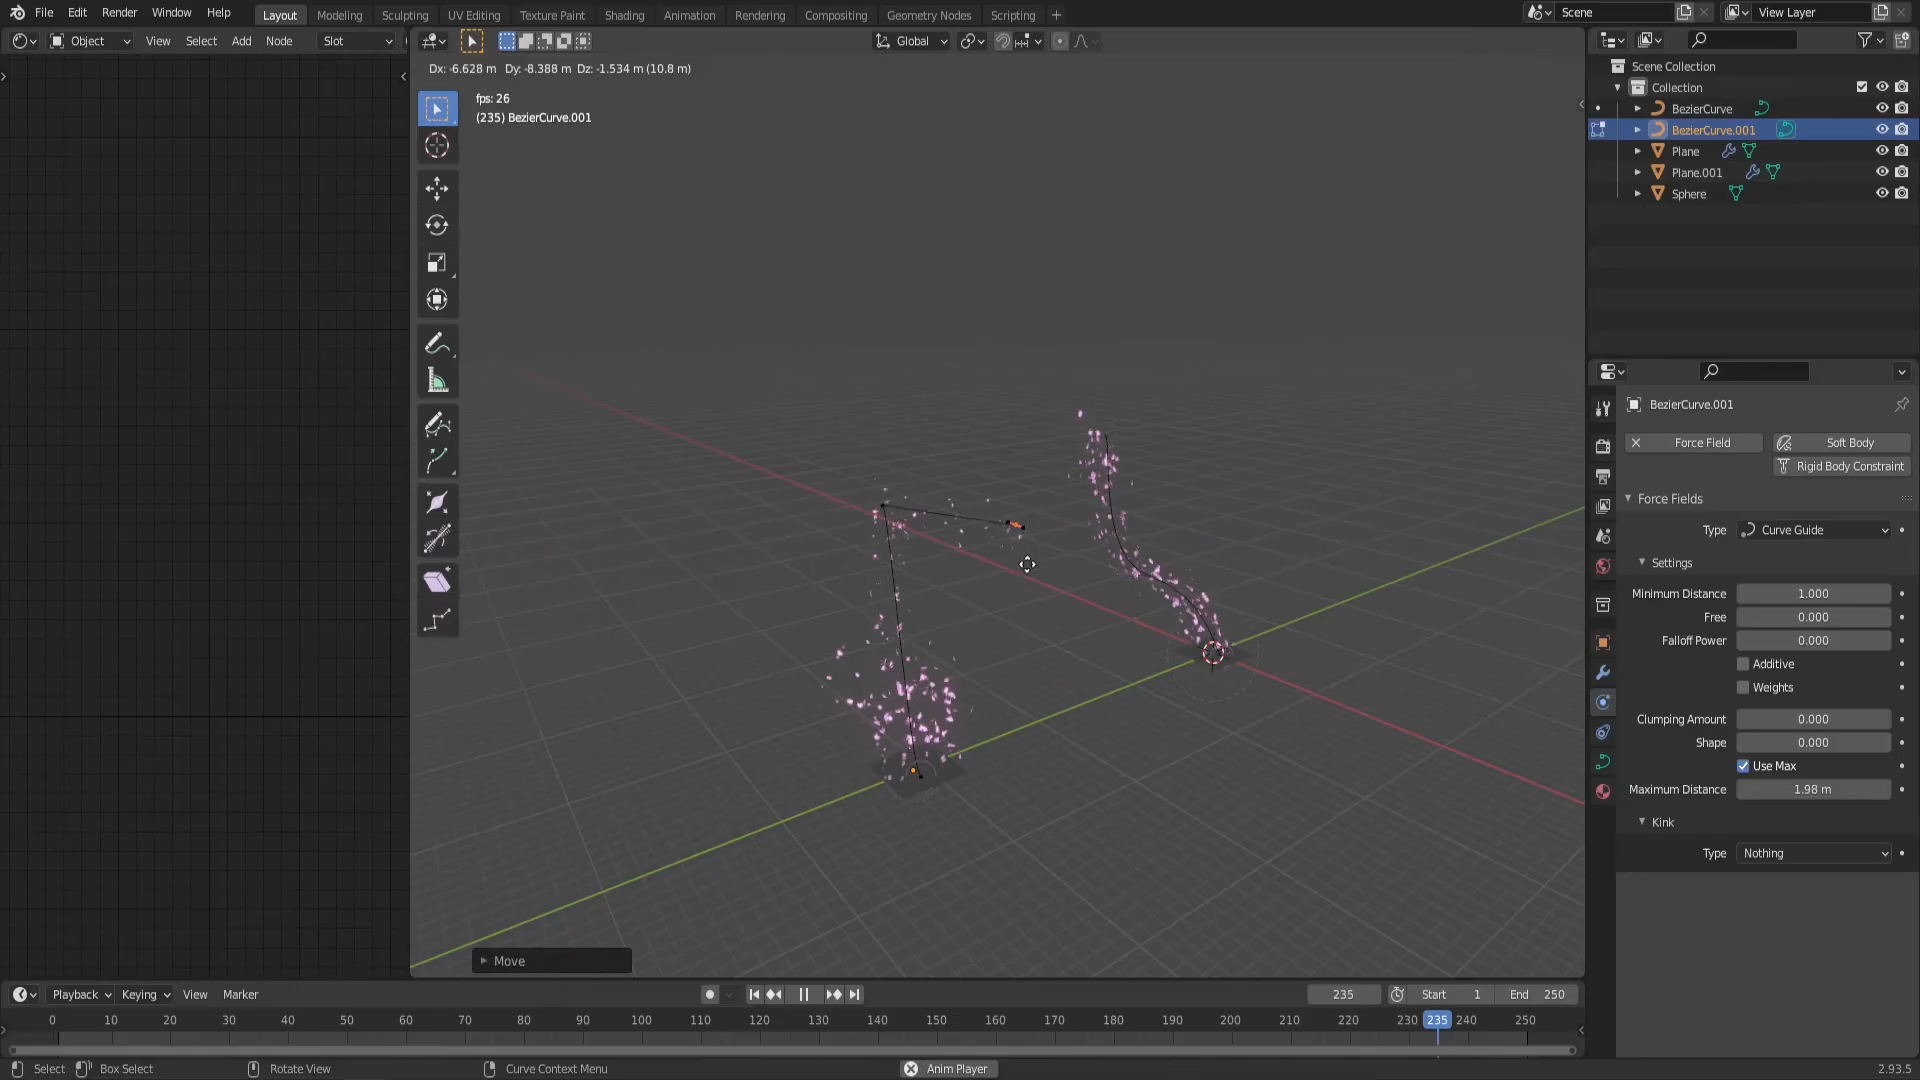 File Edit Render Window Help Layout Modeling Sculpting UV Editing Texture Paint Shading Animation Rendering Compositing Geometry Nodes Scripting + Scene View Layer
Object View Select Add Node Slot Global
Dx: -6.628 m Dy: -8.388 m Dz: -1.534 m (10.8 m)
fps: 26
(235) BezierCurve.001
Scene Collection
Collection
BezierCurve
BezierCurve.001
Plane
Plane.001
Sphere
BezierCurve.001
Force Field Soft Body
Rigid Body Constraint
Force Fields
Type Curve Guide
Settings
Minimum Distance 1.000
Free 0.000
Falloff Power 0.000
Additive
Weights
Clumping Amount 0.000
Shape 0.000
Use Max
Maximum Distance 1.98 m
Kink
Type Nothing
Move
Playback Keying View Marker 235 Start 1 End 250
0 10 20 30 40 50 60 70 80 90 100 110 120 130 140 150 160 170 180 190 200 210 220 230 235 240 250
Select Box Select Rotate View Curve Context Menu Anim Player 2.93.5